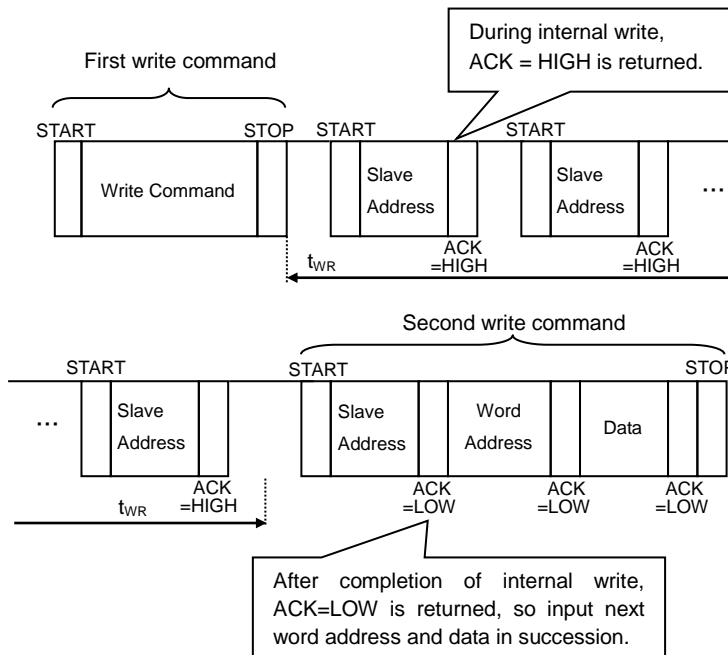 During internal write,
ACK = HIGH is returned.
First write command
START STOP START START
Write Command
Slave
Address
Slave
Address
...
ACK
=HIGH
ACK
=HIGH
tWR
Second write command
START START STOP
...
Slave
Address
Slave
Address
Word
Address
Data
ACK
=HIGH
ACK
=LOW
ACK
=LOW
ACK
=LOW
tWR
After completion of internal write,
ACK=LOW is returned, so input next
word address and data in succession.